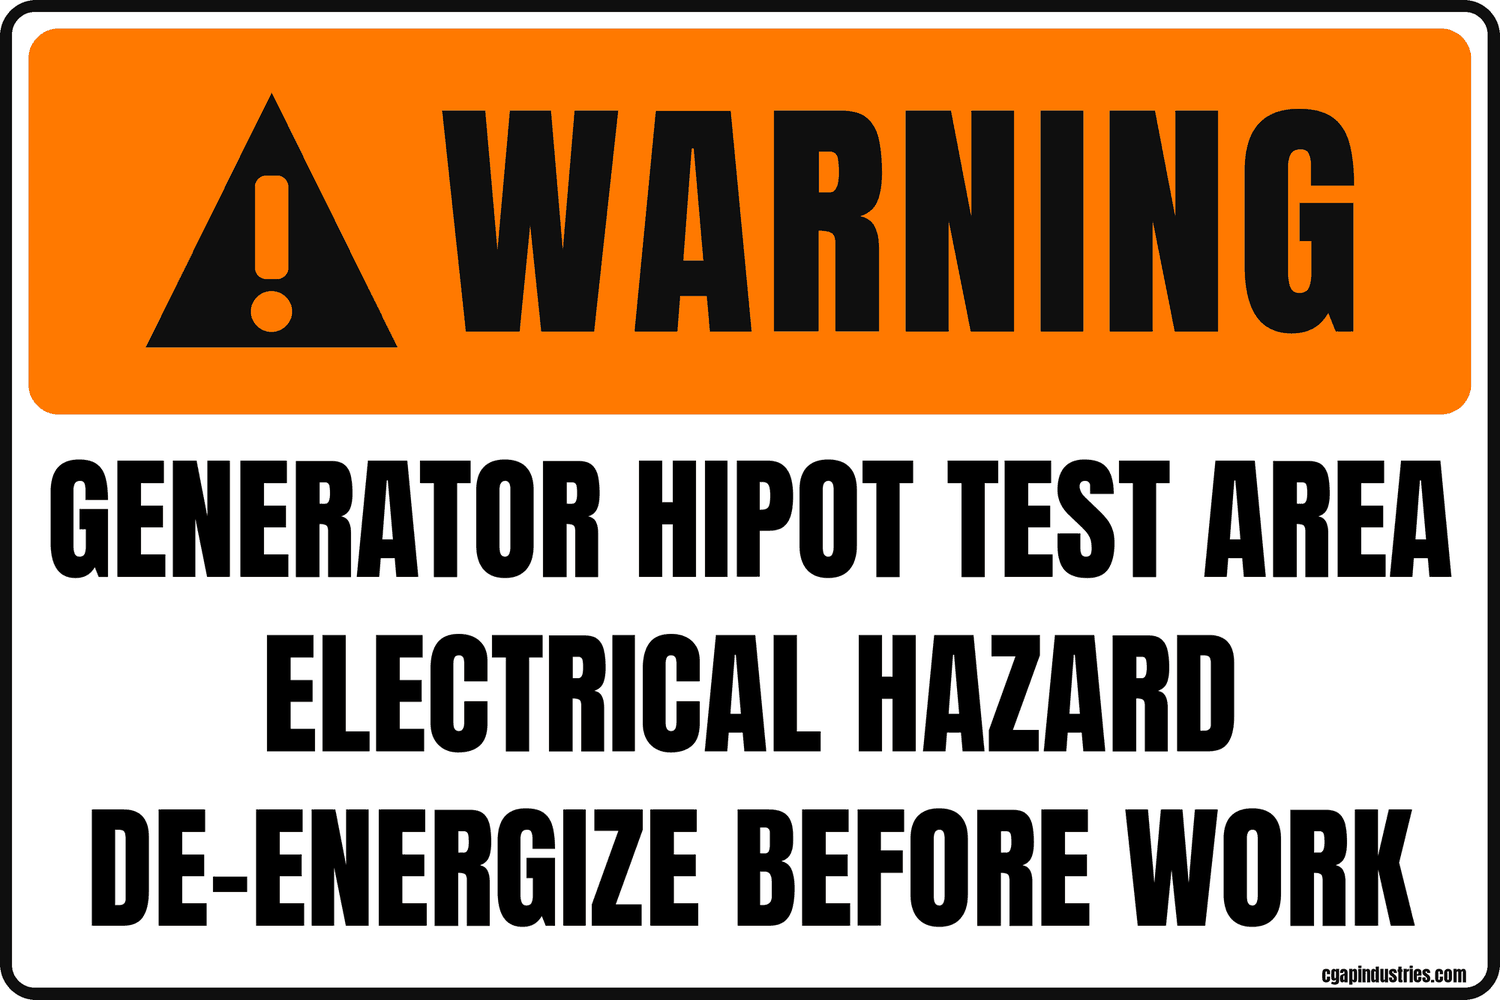 WARNING
GENERATOR HIPOT TEST AREA
ELECTRICAL HAZARD
DE-ENERGIZE BEFORE WORK
cgapindustries.com